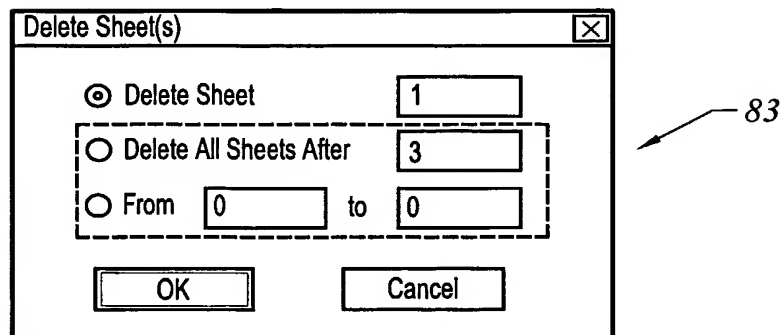 Delete Sheet(s)
Delete Sheet 1
Delete All Sheets After 3
From 0 to 0
OK Cancel
83